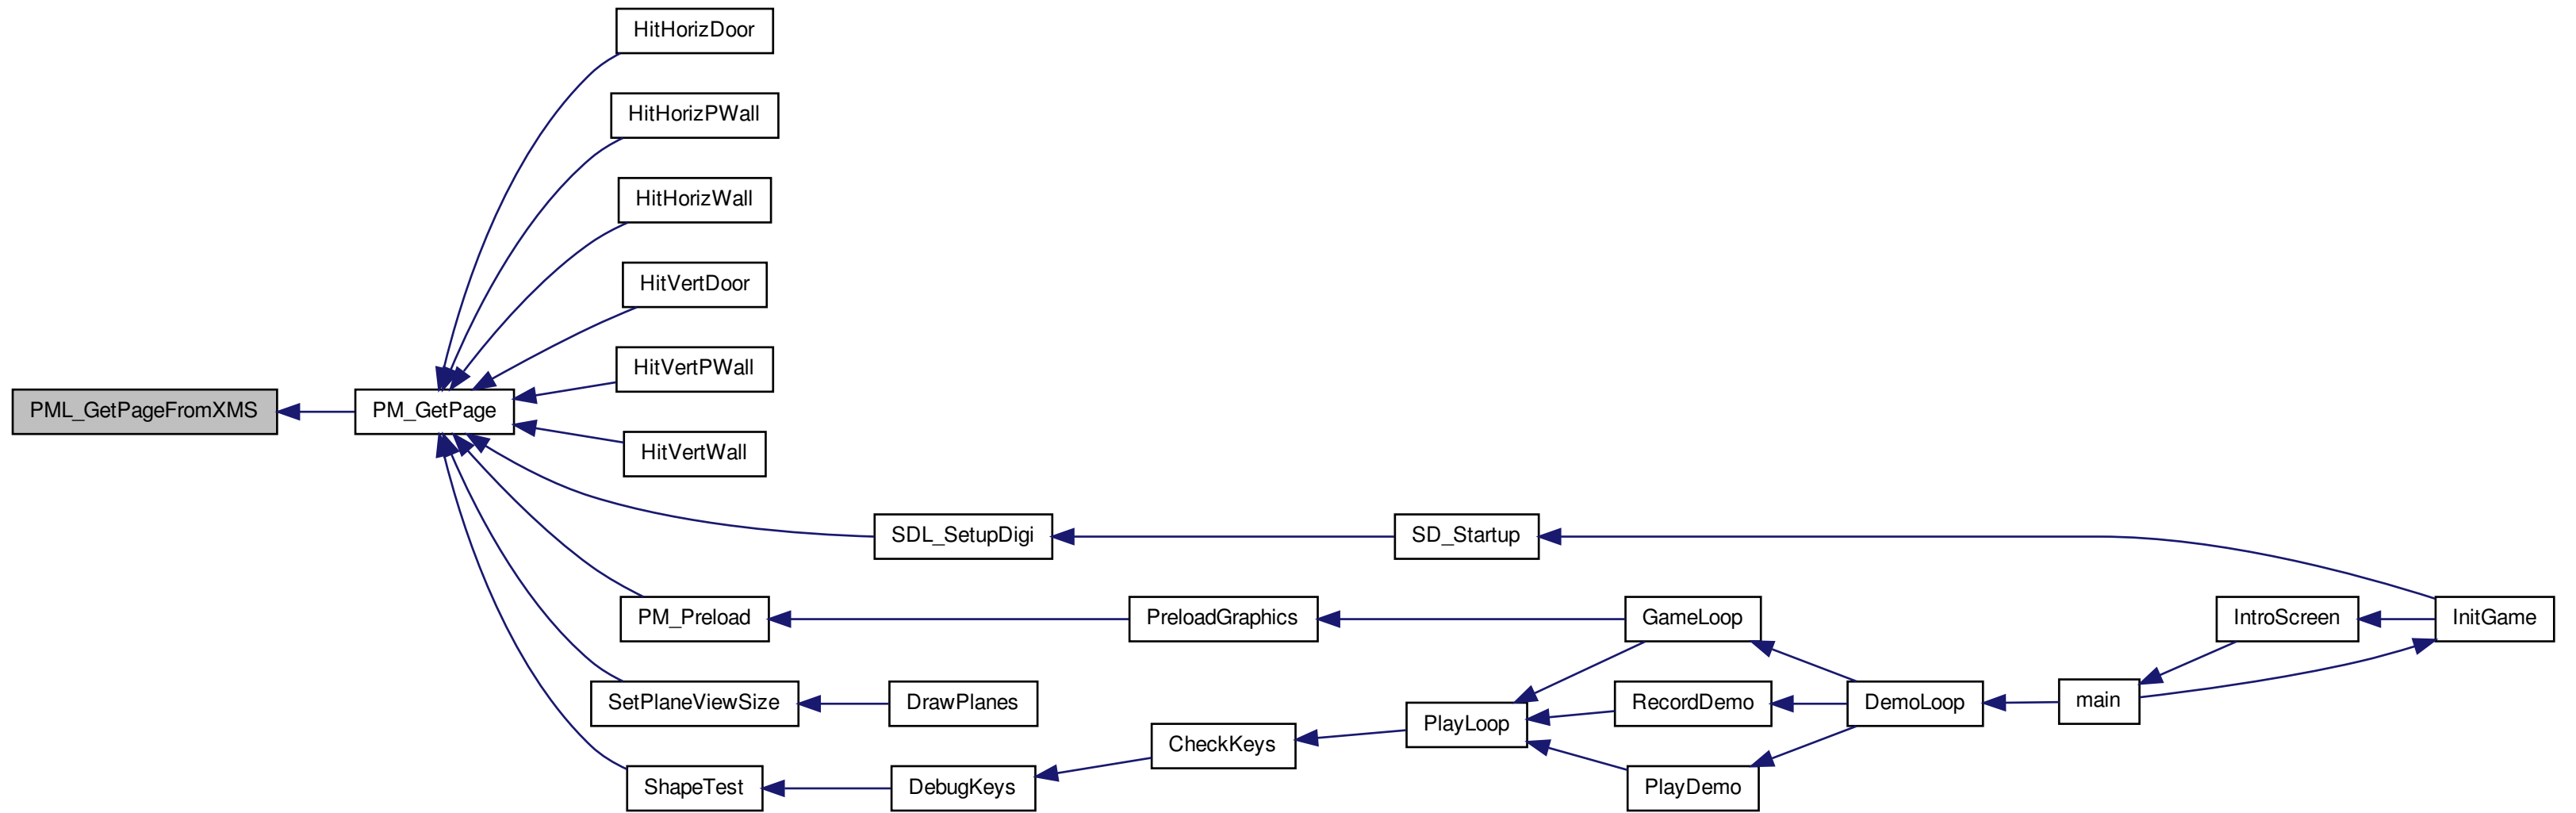 HitHorizDoor
HitHorizPWall
HitHorizWall
HitVertDoor
HitVertPWall
PML_GetPageFromXMS
PM_GetPage
HitVertWall
SDL_SetupDigi
SD_Startup
PM_Preload
PreloadGraphics
GameLoop
IntroScreen
InitGame
SetPlaneViewSize
DrawPlanes
RecordDemo
DemoLoop
main
PlayLoop
CheckKeys
ShapeTest
DebugKeys
PlayDemo